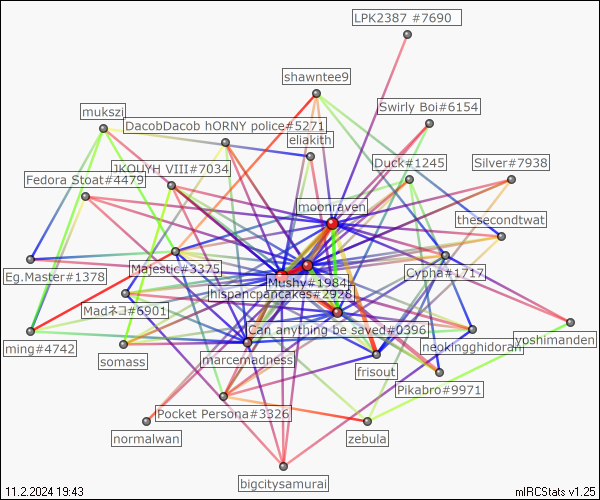 LPK2387 #7690
shawntee9
Swirly Boi#6154
mukszi
DacobDacob hORNY police#5271
eliakith
JKOUYH VIII#7034
Duck#1245
Silver#7938
Fedora Stoat#4479
moonraven
thesecondtwat
Eg.Master#1378
Majestic#3375
Mushy#1984
Cypha#1717
hispancpancakes#2928
Madネコ#6901
Can anything be saved#0396
yoshimanden
ming#4742
somass
marcemadness
neokingghidorah
frisout
Pikabro#9971
Pocket Persona#3326
normalwan
zebula
bigcitysamurai
11.2.2024 19:43
mIRCStats v1.25